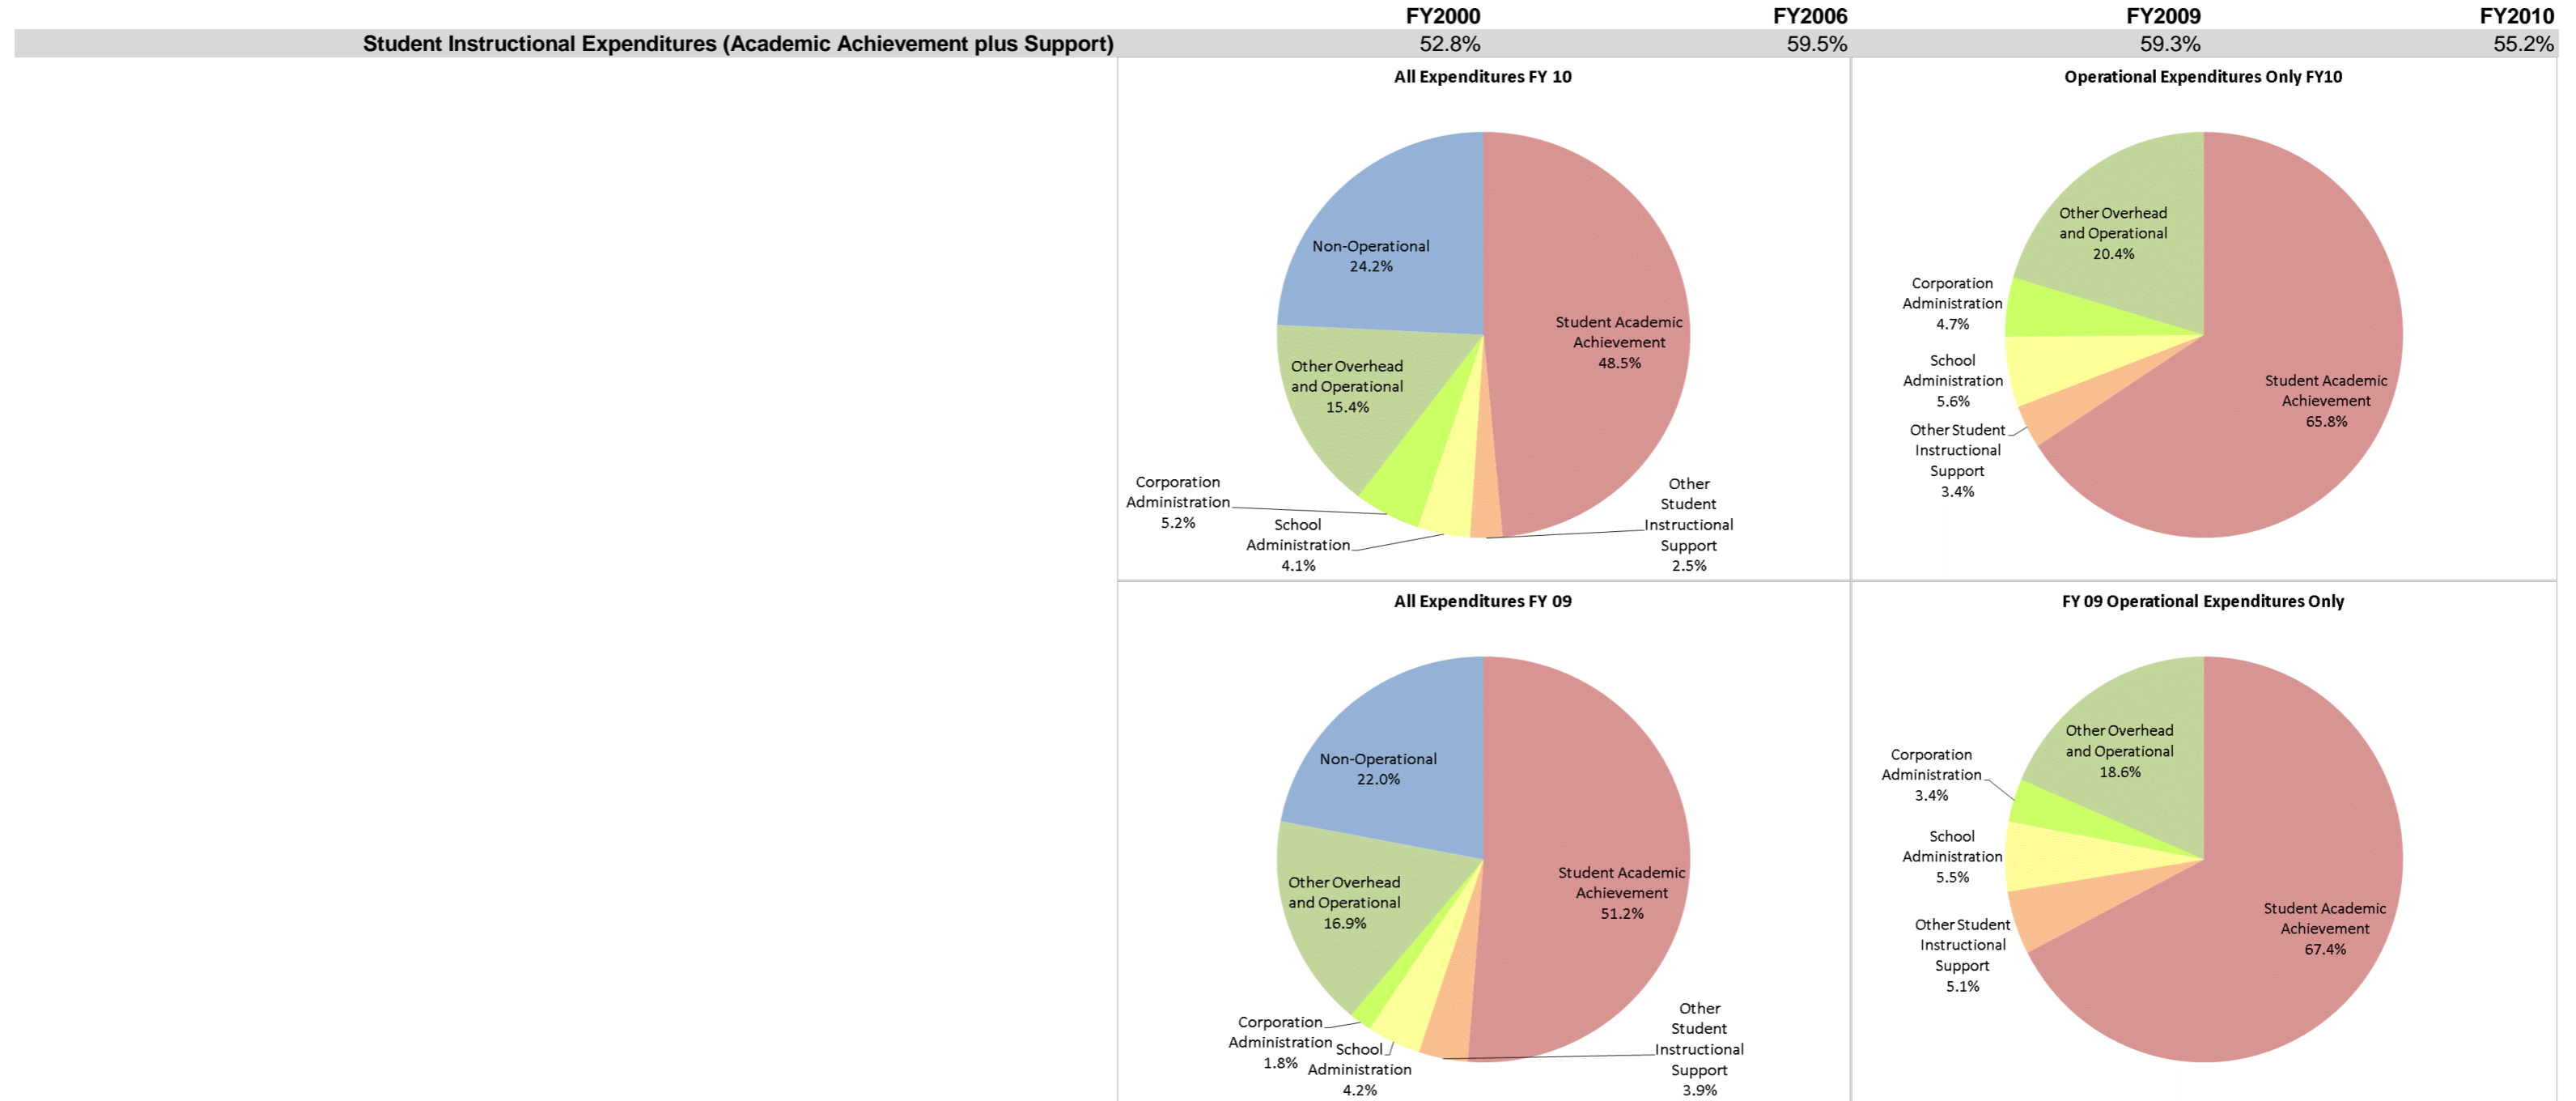 FY2000 FY2006 FY2009 FY2010
Student Instructional Expenditures (Academic Achievement plus Support) 52.8% 59.5% 59.3% 55.2%
All Expenditures FY 10
Non-Operational
24.2%
Student Academic
Achievement
48.5%
Other Overhead
and Operational
15.4%
Corporation
Administration
5.2%
School
Administration
4.1%
Other
Student
Instructional
Support
2.5%
Operational Expenditures Only FY10
Other Overhead
and Operational
20.4%
Corporation
Administration
4.7%
School
Administration
5.6%
Other Student
Instructional
Support
3.4%
Student Academic
Achievement
65.8%
All Expenditures FY 09
Non-Operational
22.0%
Student Academic
Achievement
51.2%
Other Overhead
and Operational
16.9%
Corporation
Administration
1.8%
School
Administration
4.2%
Other
Student
Instructional
Support
3.9%
FY 09 Operational Expenditures Only
Other Overhead
and Operational
18.6%
Corporation
Administration
3.4%
School
Administration
5.5%
Other Student
Instructional
Support
5.1%
Student Academic
Achievement
67.4%